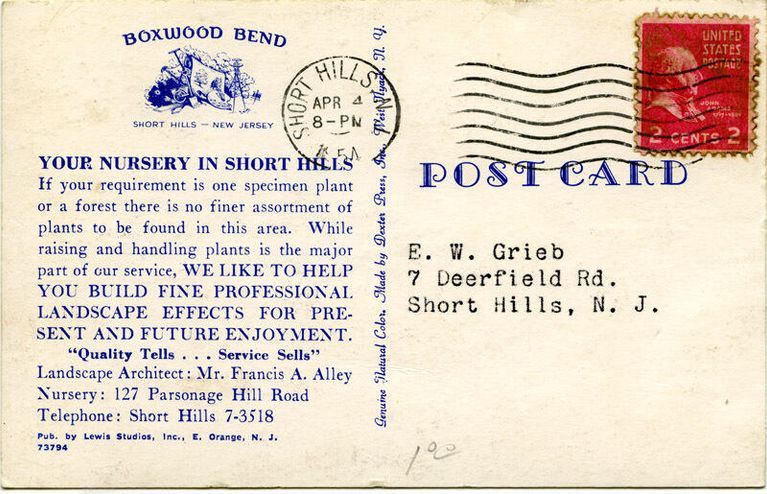 BOXWOOD BEND
SHORT HILLS — NEW JERSEY
YOUR NURSERY IN SHORT HILLS
If your requirement is one specimen plant
or a forest there is no finer assortment of
plants to be found in this area. While
raising and handling plants is the major
part of our service, WE LIKE TO HELP
YOU BUILD FINE PROFESSIONAL
LANDSCAPE EFFECTS FOR PRE-
SENT AND FUTURE ENJOYMENT.
"Quality Tells . . . Service Sells"
Landscape Architect: Mr. Francis A. Alley
Nursery: 127 Parsonage Hill Road
Telephone: Short Hills 7-3518
Pub. by Lewis Studios, Inc., E. Orange, N. J.
73794
Genuine Natural Color, Made by Dexter Press, Inc. West Nyack, N. Y.
SHORT HILLS N
APR 4
8-PM
UNITED
STATES
POSTAGE
JOHN
ADAMS
2 CENTS 2
POST CARD
E. W. Grieb
7 Deerfield Rd.
Short Hills, N. J.
1.00